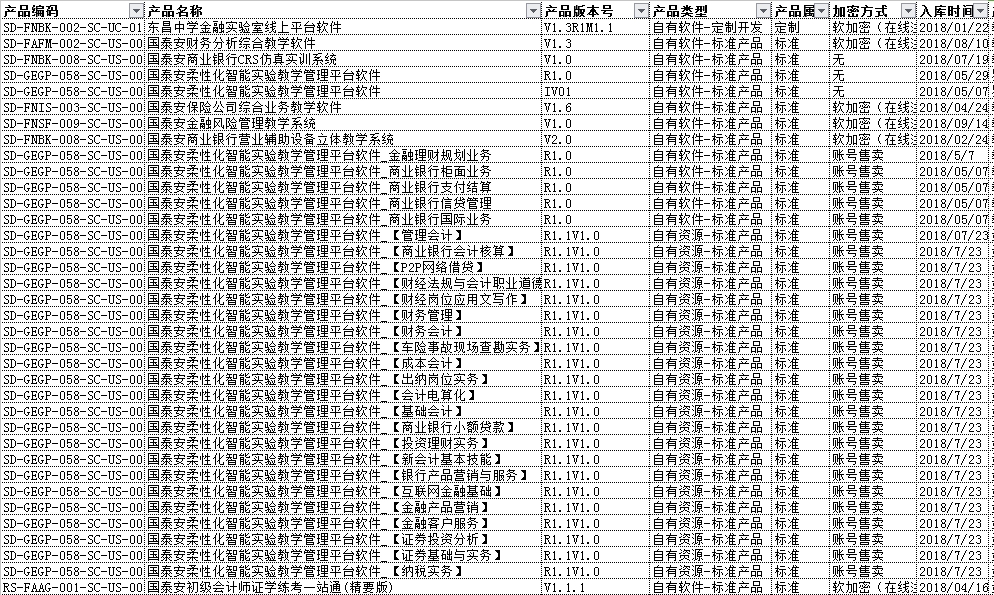 产品编码 产品名称 产品版本号 产品类型 产品属 加密方式 入库时间
SD-FNBK-002-SC-UC-01 东昌中学金融实验室线上平台软件 V1.3R1M1.1 自有软件-定制开发 定制 软加密（在线 2018/01/22
SD-FAFM-002-SC-US-00 国泰安财务分析综合教学软件 V1.3 自有软件-标准产品 标准 软加密（在线 2018/08/10
SD-FNBK-008-SC-US-00 国泰安商业银行CRS仿真实训系统 V1.0 自有软件-标准产品 标准 无 2018/07/19
SD-GEGP-058-SC-US-00 国泰安柔性化智能实验教学管理平台软件 R1.0 自有软件-标准产品 标准 无 2018/05/29
SD-GEGP-058-SC-US-00 国泰安柔性化智能实验教学管理平台软件 IV01 自有软件-标准产品 标准 无 2018/05/07
SD-FNIS-003-SC-US-00 国泰安保险公司综合业务教学软件 V1.6 自有软件-标准产品 标准 软加密（在线 2018/04/24
SD-FNSF-009-SC-US-00 国泰安金融风险管理教学系统 V1.0 自有软件-标准产品 标准 软加密（在线 2018/09/14
SD-FNBK-008-SC-US-00 国泰安商业银行营业辅助教学设备立体教学系统 V2.0 自有软件-标准产品 标准 软加密（在线 2018/02/24
SD-GEGP-058-SC-US-00 国泰安柔性化智能实验教学管理平台软件_金融理财规划业务 R1.0 自有软件-标准产品 标准 账号售卖 2018/5/7
SD-GEGP-058-SC-US-00 国泰安柔性化智能实验教学管理平台软件_商业银行柜面业务 R1.0 自有软件-标准产品 标准 账号售卖 2018/05/07
SD-GEGP-058-SC-US-00 国泰安柔性化智能实验教学管理平台软件_商业银行支付结算 R1.0 自有软件-标准产品 标准 账号售卖 2018/05/07
SD-GEGP-058-SC-US-00 国泰安柔性化智能实验教学管理平台软件_商业银行信贷管理 R1.0 自有软件-标准产品 标准 账号售卖 2018/05/07
SD-GEGP-058-SC-US-00 国泰安柔性化智能实验教学管理平台软件_商业银行国际业务 R1.0 自有软件-标准产品 标准 账号售卖 2018/05/07
SD-GEGP-058-SC-US-00 国泰安柔性化智能实验教学管理平台软件_【管理会计】 R1.1V1.0 自有资源-标准产品 标准 账号售卖 2018/07/23
SD-GEGP-058-SC-US-00 国泰安柔性化智能实验教学管理平台软件_【商业银行会计核算】 R1.1V1.0 自有资源-标准产品 标准 账号售卖 2018/7/23
SD-GEGP-058-SC-US-00 国泰安柔性化智能实验教学管理平台软件_【P2P网络借贷】 R1.1V1.0 自有资源-标准产品 标准 账号售卖 2018/7/23
SD-GEGP-058-SC-US-00 国泰安柔性化智能实验教学管理平台软件_【财经法规与会计职业道德 R1.1V1.0 自有资源-标准产品 标准 账号售卖 2018/7/23
SD-GEGP-058-SC-US-00 国泰安柔性化智能实验教学管理平台软件_【财经岗位应用文写作】 R1.1V1.0 自有资源-标准产品 标准 账号售卖 2018/7/23
SD-GEGP-058-SC-US-00 国泰安柔性化智能实验教学管理平台软件_【财务管理】 R1.1V1.0 自有资源-标准产品 标准 账号售卖 2018/7/23
SD-GEGP-058-SC-US-00 国泰安柔性化智能实验教学管理平台软件_【财务会计】 R1.1V1.0 自有资源-标准产品 标准 账号售卖 2018/7/23
SD-GEGP-058-SC-US-00 国泰安柔性化智能实验教学管理平台软件_【车险事故现场查勘实务】 R1.1V1.0 自有资源-标准产品 标准 账号售卖 2018/7/23
SD-GEGP-058-SC-US-00 国泰安柔性化智能实验教学管理平台软件_【成本会计】 R1.1V1.0 自有资源-标准产品 标准 账号售卖 2018/7/23
SD-GEGP-058-SC-US-00 国泰安柔性化智能实验教学管理平台软件_【出纳岗位实务】 R1.1V1.0 自有资源-标准产品 标准 账号售卖 2018/7/23
SD-GEGP-058-SC-US-00 国泰安柔性化智能实验教学管理平台软件_【会计电算化】 R1.1V1.0 自有资源-标准产品 标准 账号售卖 2018/7/23
SD-GEGP-058-SC-US-00 国泰安柔性化智能实验教学管理平台软件_【基础会计】 R1.1V1.0 自有资源-标准产品 标准 账号售卖 2018/7/23
SD-GEGP-058-SC-US-00 国泰安柔性化智能实验教学管理平台软件_【商业银行小额贷款】 R1.1V1.0 自有资源-标准产品 标准 账号售卖 2018/7/23
SD-GEGP-058-SC-US-00 国泰安柔性化智能实验教学管理平台软件_【投资理财实务】 R1.1V1.0 自有资源-标准产品 标准 账号售卖 2018/7/23
SD-GEGP-058-SC-US-00 国泰安柔性化智能实验教学管理平台软件_【新会计基本技能】 R1.1V1.0 自有资源-标准产品 标准 账号售卖 2018/7/23
SD-GEGP-058-SC-US-00 国泰安柔性化智能实验教学管理平台软件_【银行产品营销与服务】 R1.1V1.0 自有资源-标准产品 标准 账号售卖 2018/7/23
SD-GEGP-058-SC-US-00 国泰安柔性化智能实验教学管理平台软件_【互联网金融基础】 R1.1V1.0 自有资源-标准产品 标准 账号售卖 2018/7/23
SD-GEGP-058-SC-US-00 国泰安柔性化智能实验教学管理平台软件_【金融产品营销】 R1.1V1.0 自有资源-标准产品 标准 账号售卖 2018/7/23
SD-GEGP-058-SC-US-00 国泰安柔性化智能实验教学管理平台软件_【金融客户服务】 R1.1V1.0 自有资源-标准产品 标准 账号售卖 2018/7/23
SD-GEGP-058-SC-US-00 国泰安柔性化智能实验教学管理平台软件_【证券投资分析】 R1.1V1.0 自有资源-标准产品 标准 账号售卖 2018/7/23
SD-GEGP-058-SC-US-00 国泰安柔性化智能实验教学管理平台软件_【证券基础与实务】 R1.1V1.0 自有资源-标准产品 标准 账号售卖 2018/7/23
SD-GEGP-058-SC-US-00 国泰安柔性化智能实验教学管理平台软件_【纳税实务】 R1.1V1.0 自有资源-标准产品 标准 账号售卖 2018/7/23
RS-FAAG-001-SC-US-00 国泰安初级会计师证学练考一站通(精要版) V1.1.1 自有软件-标准产品 标准 软加密（在线 2018/04/16